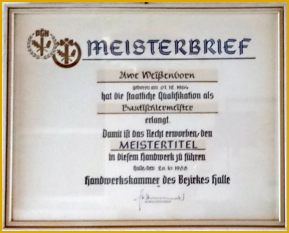 MEISTERBRIEF
Uwe Weißenborn
geboren am
hat die staatliche Qualifikation als
Bautischlermeister
erlangt.
Damit ist das Recht erworben, den
MEISTERTITEL
in diesem Handwerk zu führen
Halle, den
Handwerkskammer des Bezirkes Halle